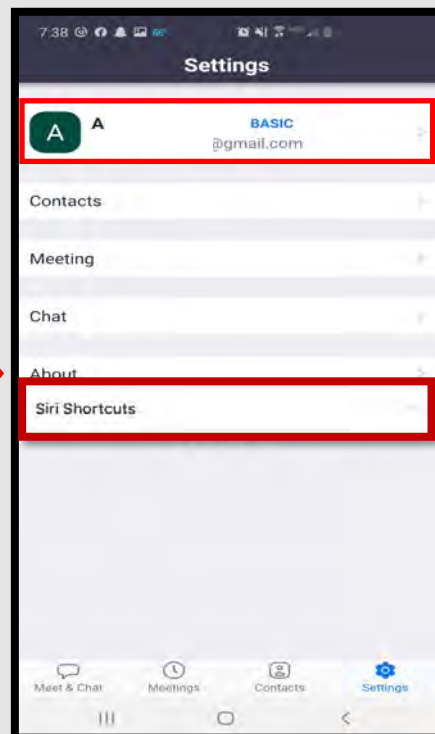 7:38
Settings
A A BASIC
@gmail.com
Contacts
Meeting
Chat
About
Siri Shortcuts
Meet & Chat Meetings Contacts Settings